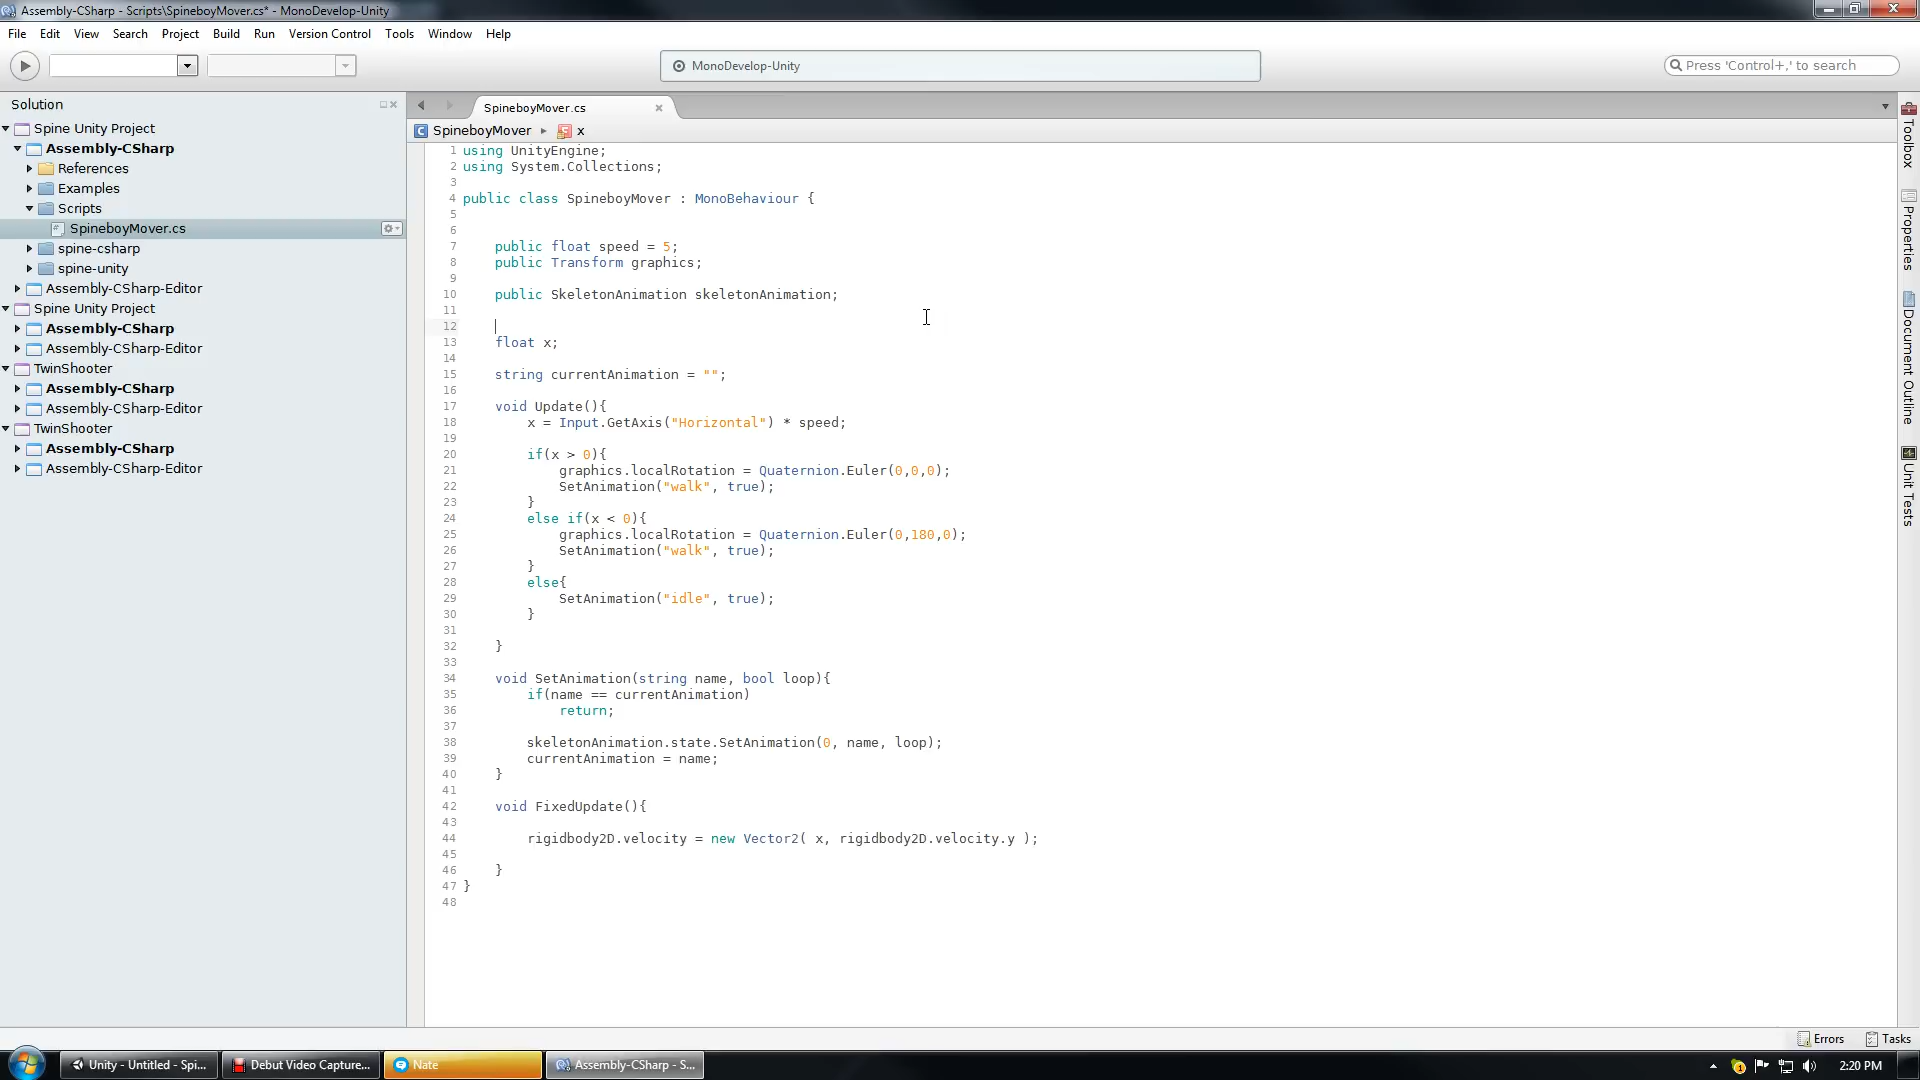 Assembly-CSharp - Scripts\SpineboyMover.cs* - MonoDevelop-Unity
File Edit View Search Project Build Run Version Control Tools Window Help
MonoDevelop-Unity
Press 'Control+,' to search
Solution
Spine Unity Project
Assembly-CSharp
References
Examples
Scripts
SpineboyMover.cs
spine-csharp
spine-unity
Assembly-CSharp-Editor
Spine Unity Project
Assembly-CSharp
Assembly-CSharp-Editor
TwinShooter
Assembly-CSharp
Assembly-CSharp-Editor
TwinShooter
Assembly-CSharp
Assembly-CSharp-Editor
SpineboyMover.cs
SpineboyMover x
1 using UnityEngine;
2 using System.Collections;
3
4 public class SpineboyMover : MonoBehaviour {
5
6
7 public float speed = 5;
8 public Transform graphics;
9
10 public SkeletonAnimation skeletonAnimation;
11
12
13 float x;
14
15 string currentAnimation = "";
16
17 void Update(){
18 x = Input.GetAxis("Horizontal") * speed;
19
20 if(x > 0){
21 graphics.localRotation = Quaternion.Euler(0,0,0);
22 SetAnimation("walk", true);
23 }
24 else if(x < 0){
25 graphics.localRotation = Quaternion.Euler(0,180,0);
26 SetAnimation("walk", true);
27 }
28 else{
29 SetAnimation("idle", true);
30 }
31
32 }
33
34 void SetAnimation(string name, bool loop){
35 if(name == currentAnimation)
36 return;
37
38 skeletonAnimation.state.SetAnimation(0, name, loop);
39 currentAnimation = name;
40 }
41
42 void FixedUpdate(){
43
44 rigidbody2D.velocity = new Vector2( x, rigidbody2D.velocity.y );
45
46 }
47 }
48
Toolbox
Properties
Document Outline
Unit Tests
Errors Tasks
Unity - Untitled - Spi...
Debut Video Capture...
Nate
Assembly-CSharp - S...
2:20 PM